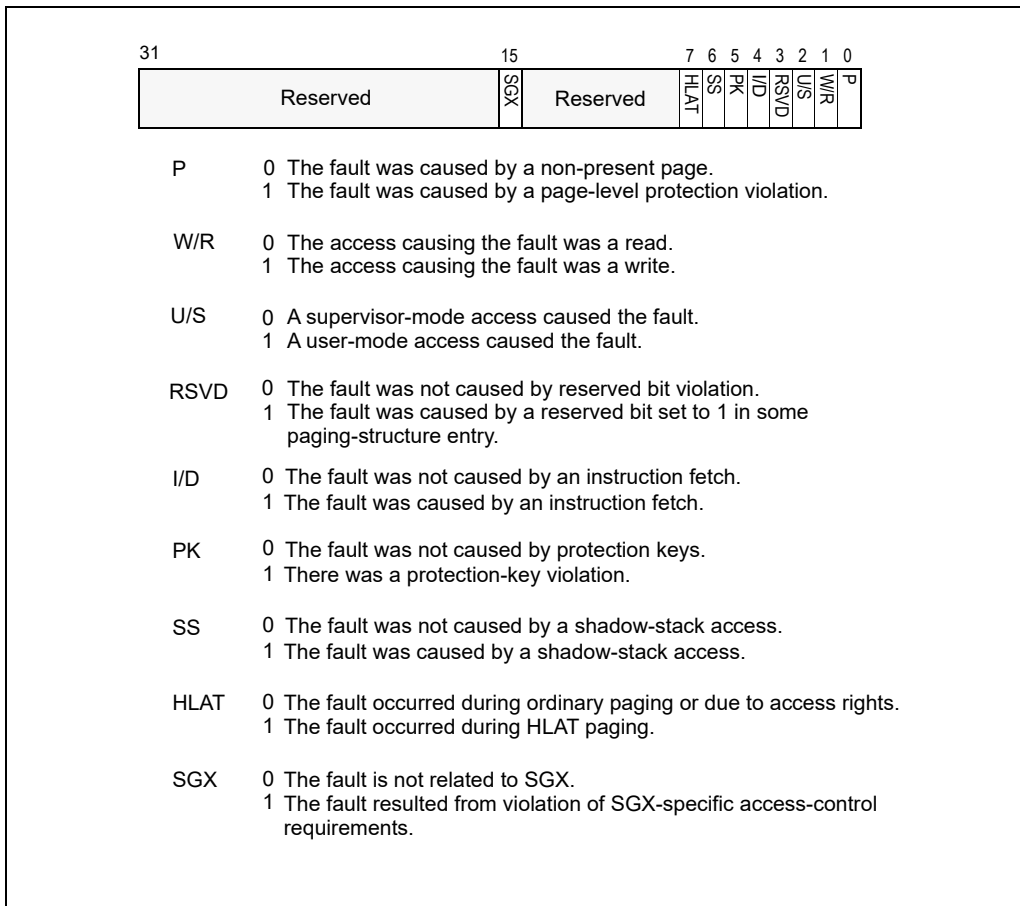 31 15 7 6 5 4 3 2 1 0
Reserved SGX Reserved HLAT SS PK I/D RSVD U/S W/R P
P 0 The fault was caused by a non-present page.
1 The fault was caused by a page-level protection violation.
W/R 0 The access causing the fault was a read.
1 The access causing the fault was a write.
U/S 0 A supervisor-mode access caused the fault.
1 A user-mode access caused the fault.
RSVD 0 The fault was not caused by reserved bit violation.
1 The fault was caused by a reserved bit set to 1 in some
paging-structure entry.
I/D 0 The fault was not caused by an instruction fetch.
1 The fault was caused by an instruction fetch.
PK 0 The fault was not caused by protection keys.
1 There was a protection-key violation.
SS 0 The fault was not caused by a shadow-stack access.
1 The fault was caused by a shadow-stack access.
HLAT 0 The fault occurred during ordinary paging or due to access rights.
1 The fault occurred during HLAT paging.
SGX 0 The fault is not related to SGX.
1 The fault resulted from violation of SGX-specific access-control
requirements.